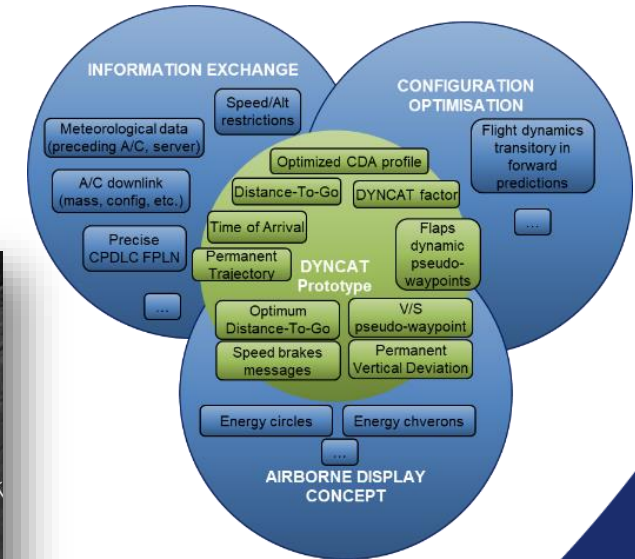 INFORMATION EXCHANGE
Speed/Alt
restrictions
Meteorological data
(preceding A/C, server)
A/C downlink
(mass, config, etc.)
Precise
CPDLC FPLN
...
CONFIGURATION
OPTIMISATION
Flight dynamics
transitory in
forward
predictions
...
Optimized CDA profile
Distance-To-Go
DYNCAT factor
Time of Arrival
Permanent
Trajectory
Flaps
dynamic
pseudo-
waypoints
DYNCAT
Prototype
Optimum
Distance-To-Go
V/S
pseudo-waypoint
Speed brakes
messages
Permanent
Vertical Deviation
Energy circles
Energy chverons
...
AIRBORNE DISPLAY
CONCEPT